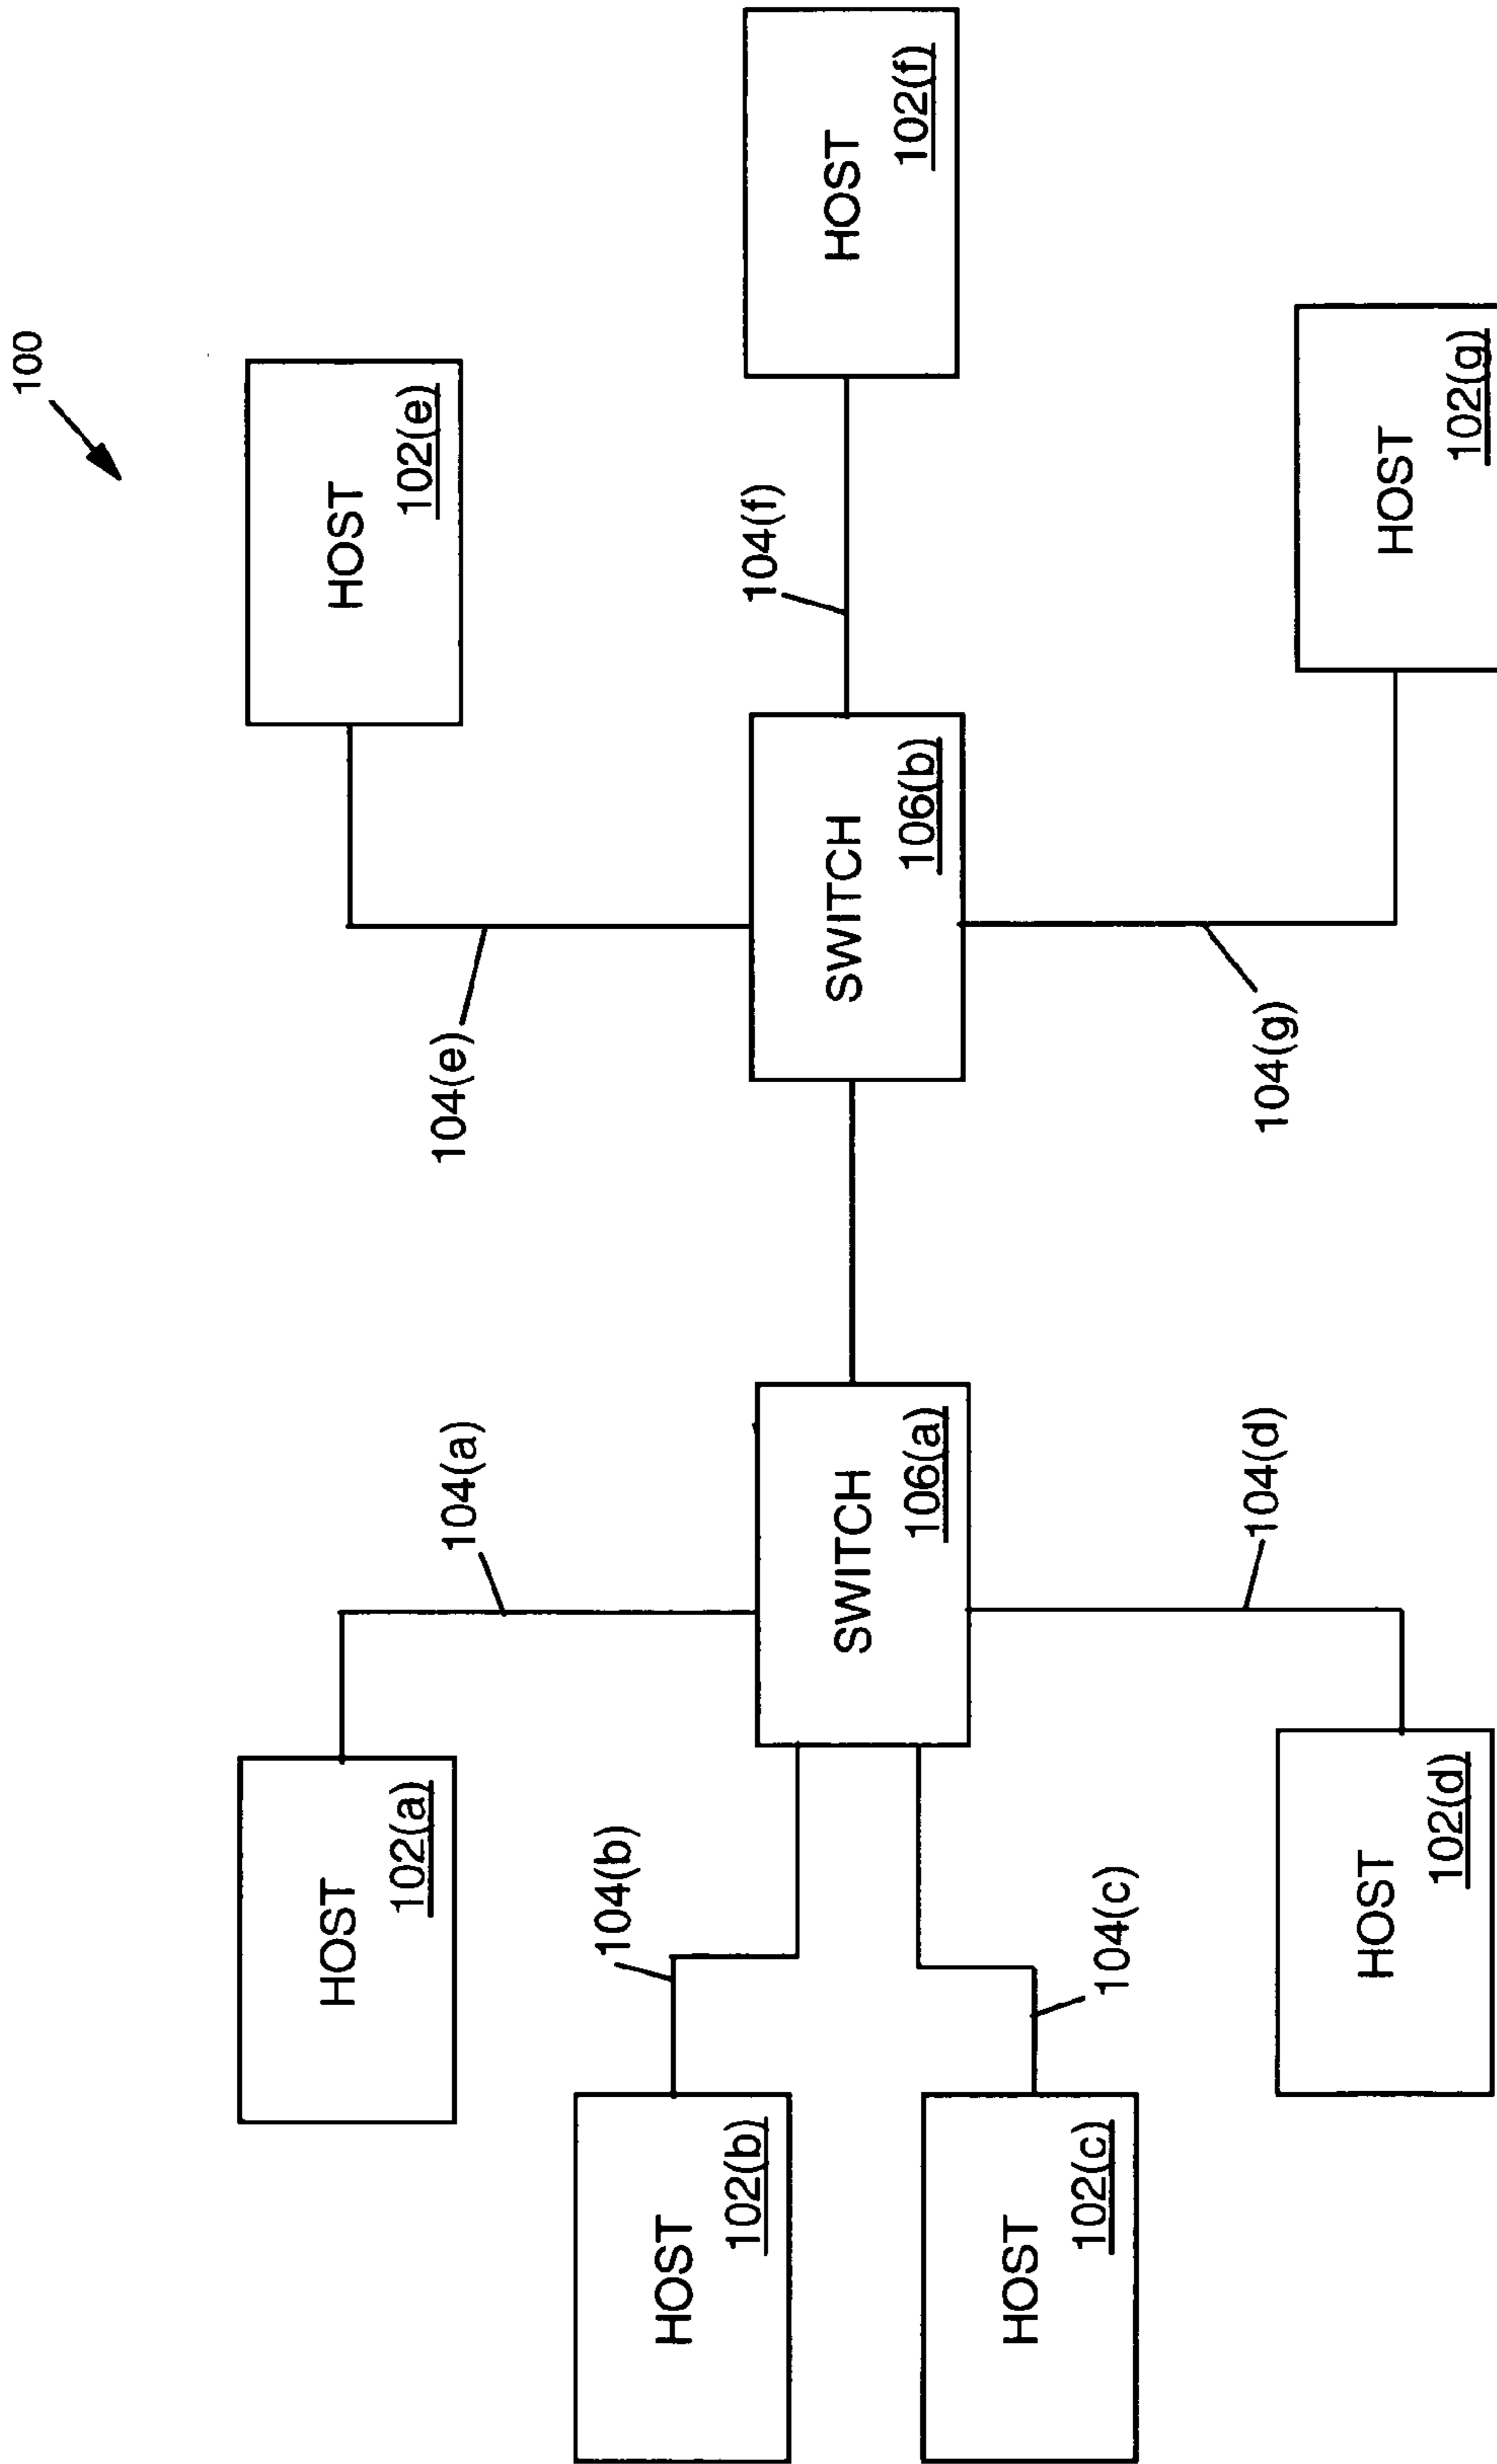 100
HOST
102(a)
104(a)
HOST
102(b)
104(b)
HOST
102(c)
104(c)
HOST
102(d)
104(d)
SWITCH
106(a)
SWITCH
106(b)
104(e)
HOST
102(e)
104(f)
HOST
102(f)
104(g)
HOST
102(g)